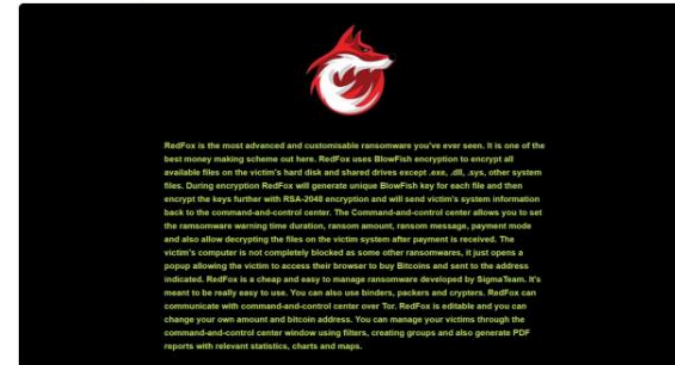 RedFox is the most advanced and customisable ransomware you've ever seen. It is one of the
best money making scheme out here. RedFox uses BlowFish encryption to encrypt all
available files on the victim's hard disk and shared drives except .exe, .dll, .sys, other system
files. During encryption RedFox will generate unique BlowFish key for each file and then
encrypt the keys further with RSA-2048 encryption and will send victim's system information
back to the command-and-control center. The Command-and-control center allows you to set
the ramsomware warning time duration, ransom amount, ransom message, payment mode
and also allow decrypting the files on the victim system after payment is received. The
victim's computer is not completely blocked as some other ransomwares, it just opens a
popup allowing the victim to access their browser to buy Bitcoins and sent to the address
indicated. RedFox is a cheap and easy to manage ransomware developed by SigmaTeam. It's
meant to be really easy to use. You can also use binders, packers and crypters. RedFox can
communicate with command-and-control center over Tor. RedFox is editable and you can
change your own amount and bitcoin address. You can manage your victims through the
command-and-control center window using filters, creating groups and also generate PDF
reports with relevant statistics, charts and maps.